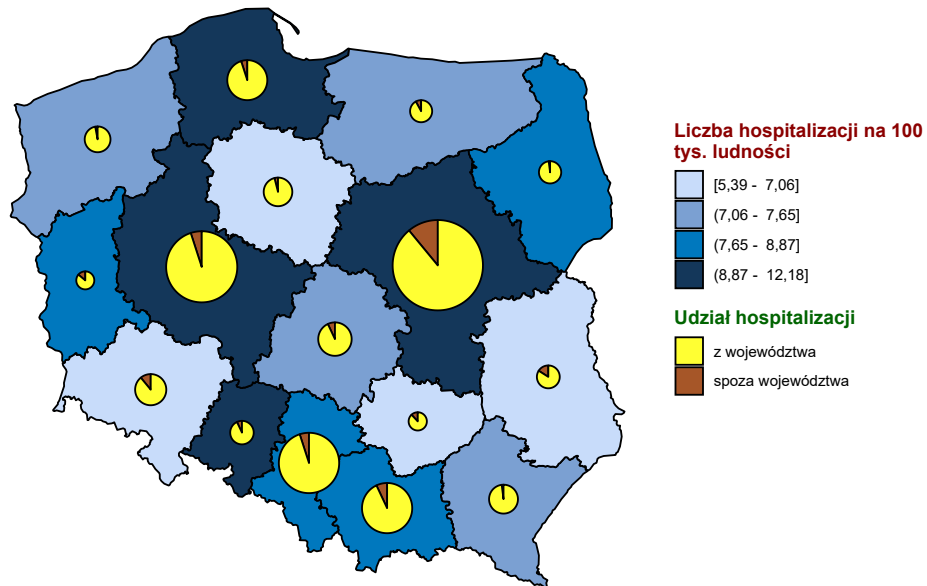 Liczba hospitalizacji na 100
tys. ludności
[5,39 - 7,06]
(7,06 - 7,65]
(7,65 - 8,87]
(8,87 - 12,18]
Udział hospitalizacji
z województwa
spoza województwa